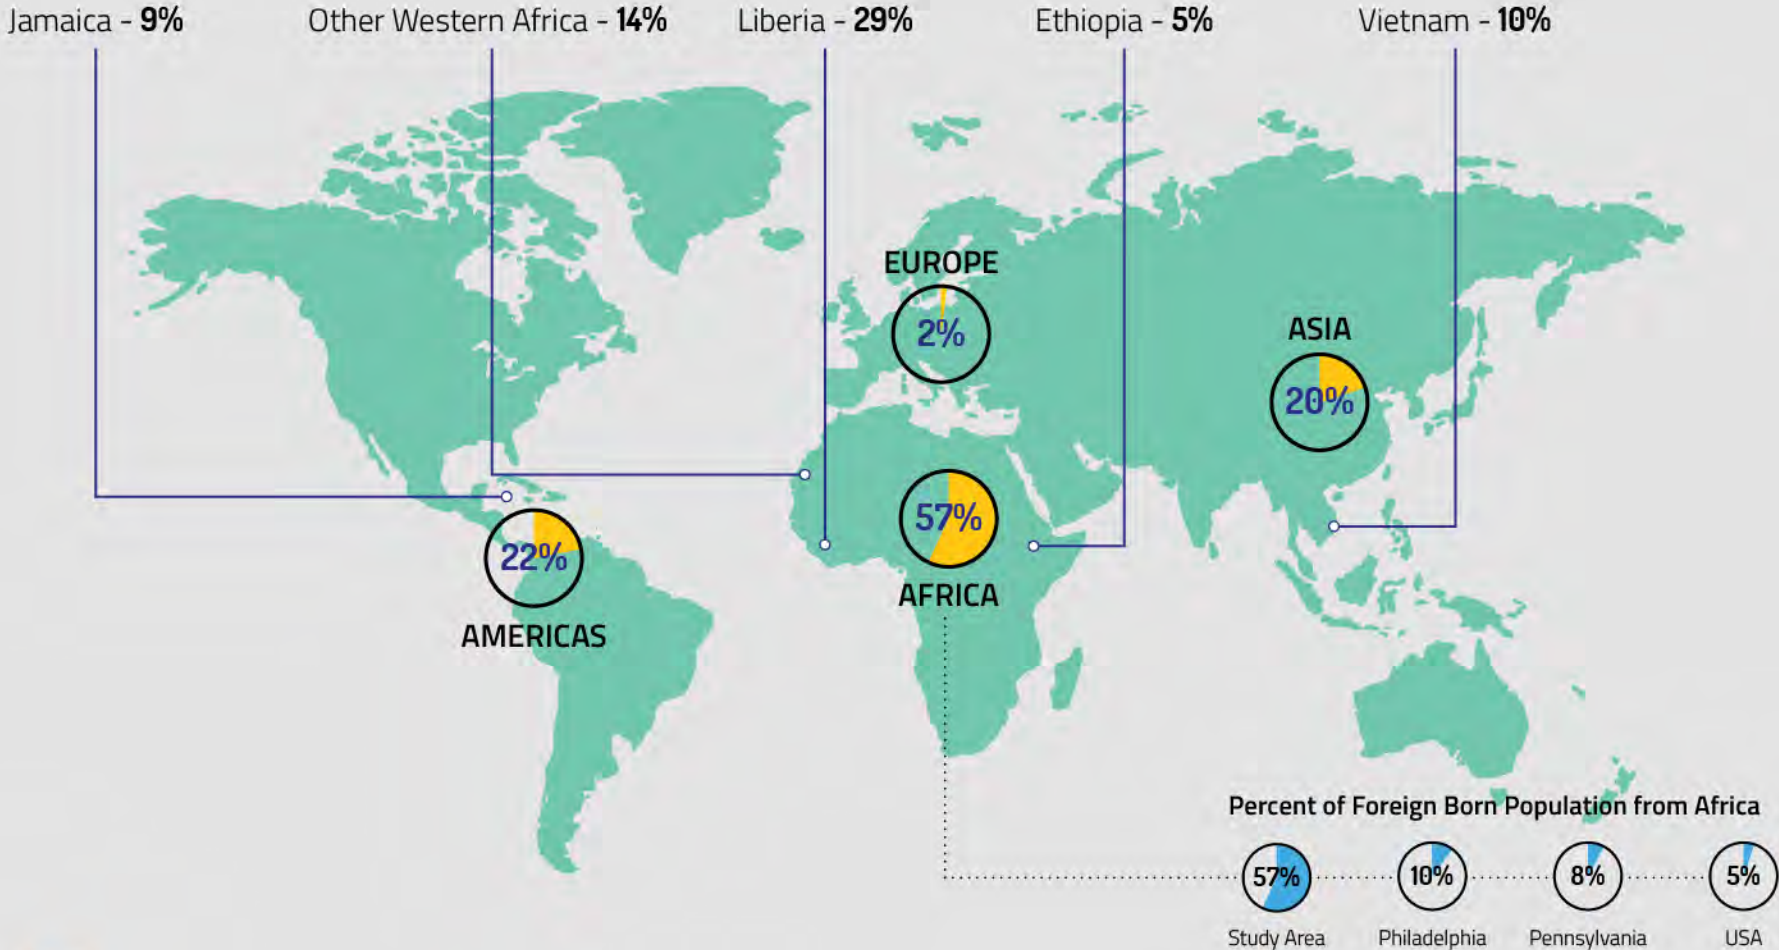 Jamaica - 9%
Other Western Africa - 14%
Liberia - 29%
Ethiopia - 5%
Vietnam - 10%
EUROPE
2%
ASIA
20%
57%
AFRICA
22%
AMERICAS
Percent of Foreign Born Population from Africa
57%
10%
8%
5%
Study Area
Philadelphia
Pennsylvania
USA